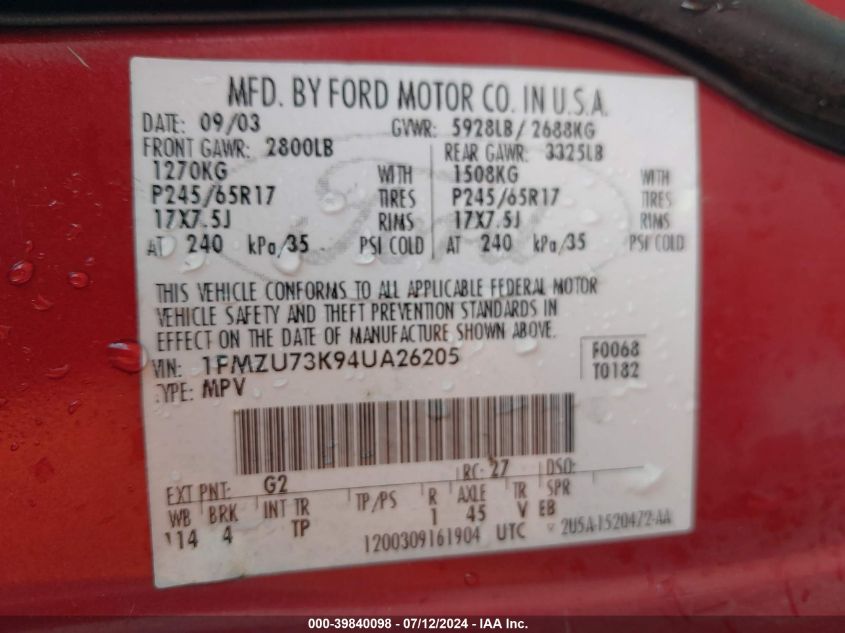 MFD. BY FORD MOTOR CO. IN U.S.A.
DATE: 09/03 GVWR: 5928LB / 2688KG
FRONT GAWR: 2800LB REAR GAWR: 3325LB
1270KG WITH 1508KG WITH
P245/65R17 TIRES P245/65R17 TIRES
17X7.5J RIMS 17X7.5J RIMS
AT 240 kPa/35 PSI COLD AT 240 kPa/35 PSI COLD
Ford
THIS VEHICLE CONFORMS TO ALL APPLICABLE FEDERAL MOTOR
VEHICLE SAFETY AND THEFT PREVENTION STANDARDS IN
EFFECT ON THE DATE OF MANUFACTURE SHOWN ABOVE.
VIN: 1FMZU73K94UA26205 F0068
TYPE: MPV T0182
EXT PNT: G2 RC: 27 DSO:
WB BRK INT TR TP/PS R AXLE TR SPR
114 4 TP 1 45 V EB
1200309161904 UTC 2U5A-1520472-AA
000-39840098 - 07/12/2024 - IAA Inc.